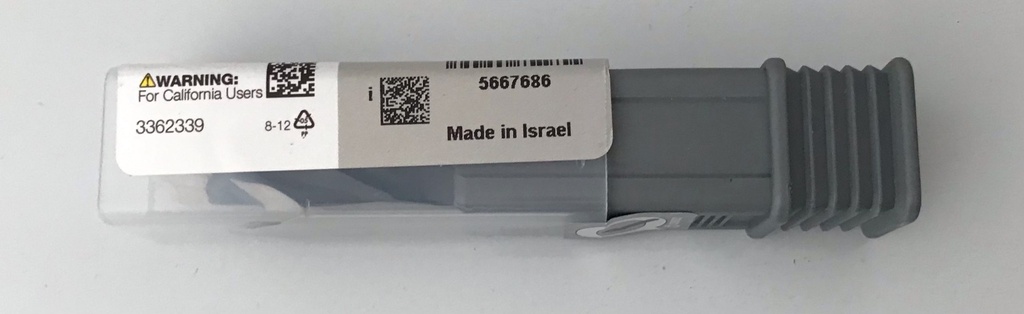 WARNING:
For California Users
3362339
8-12
i
5667686
Made in Israel